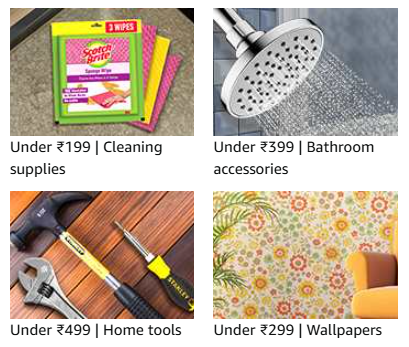 3 WIPES
Scotch
Brite
Sponge Wipe
Under ₹199 | Cleaning
supplies
Under ₹399 | Bathroom
accessories
STANLEY
STANLEY
Under ₹499 | Home tools
Under ₹299 | Wallpapers